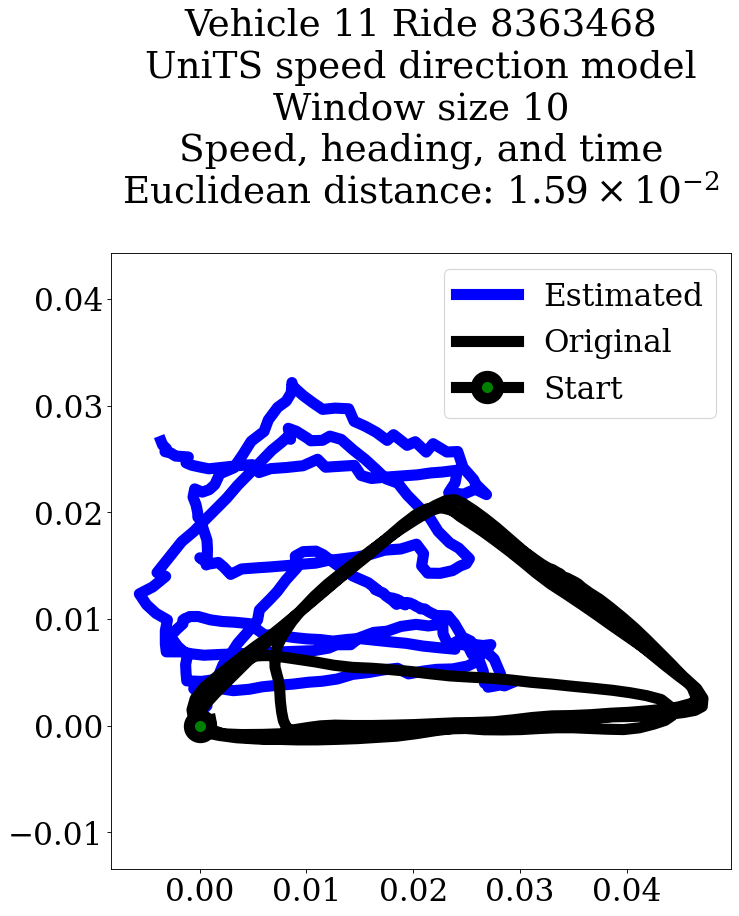 Vehicle 11 Ride 8363468
UniTS speed direction model
Window size 10
Speed, heading, and time
Euclidean distance: 1.59 × 10⁻²
Estimated
Original
Start
0.04
0.03
0.02
0.01
0.00
−0.01
0.00 0.01 0.02 0.03 0.04